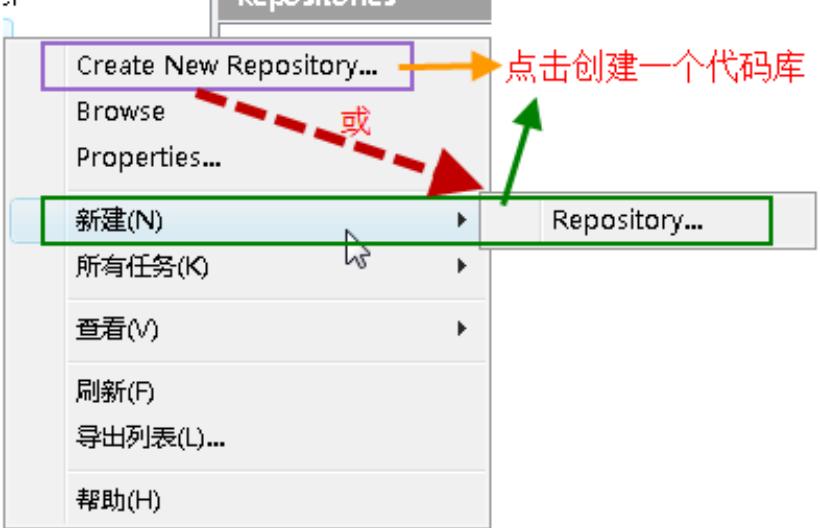 Repositories
Create New Repository...
点击创建一个代码库
Browse
或
Properties...
新建(N)
Repository...
所有任务(K)
查看(V)
刷新(F)
导出列表(L)...
帮助(H)